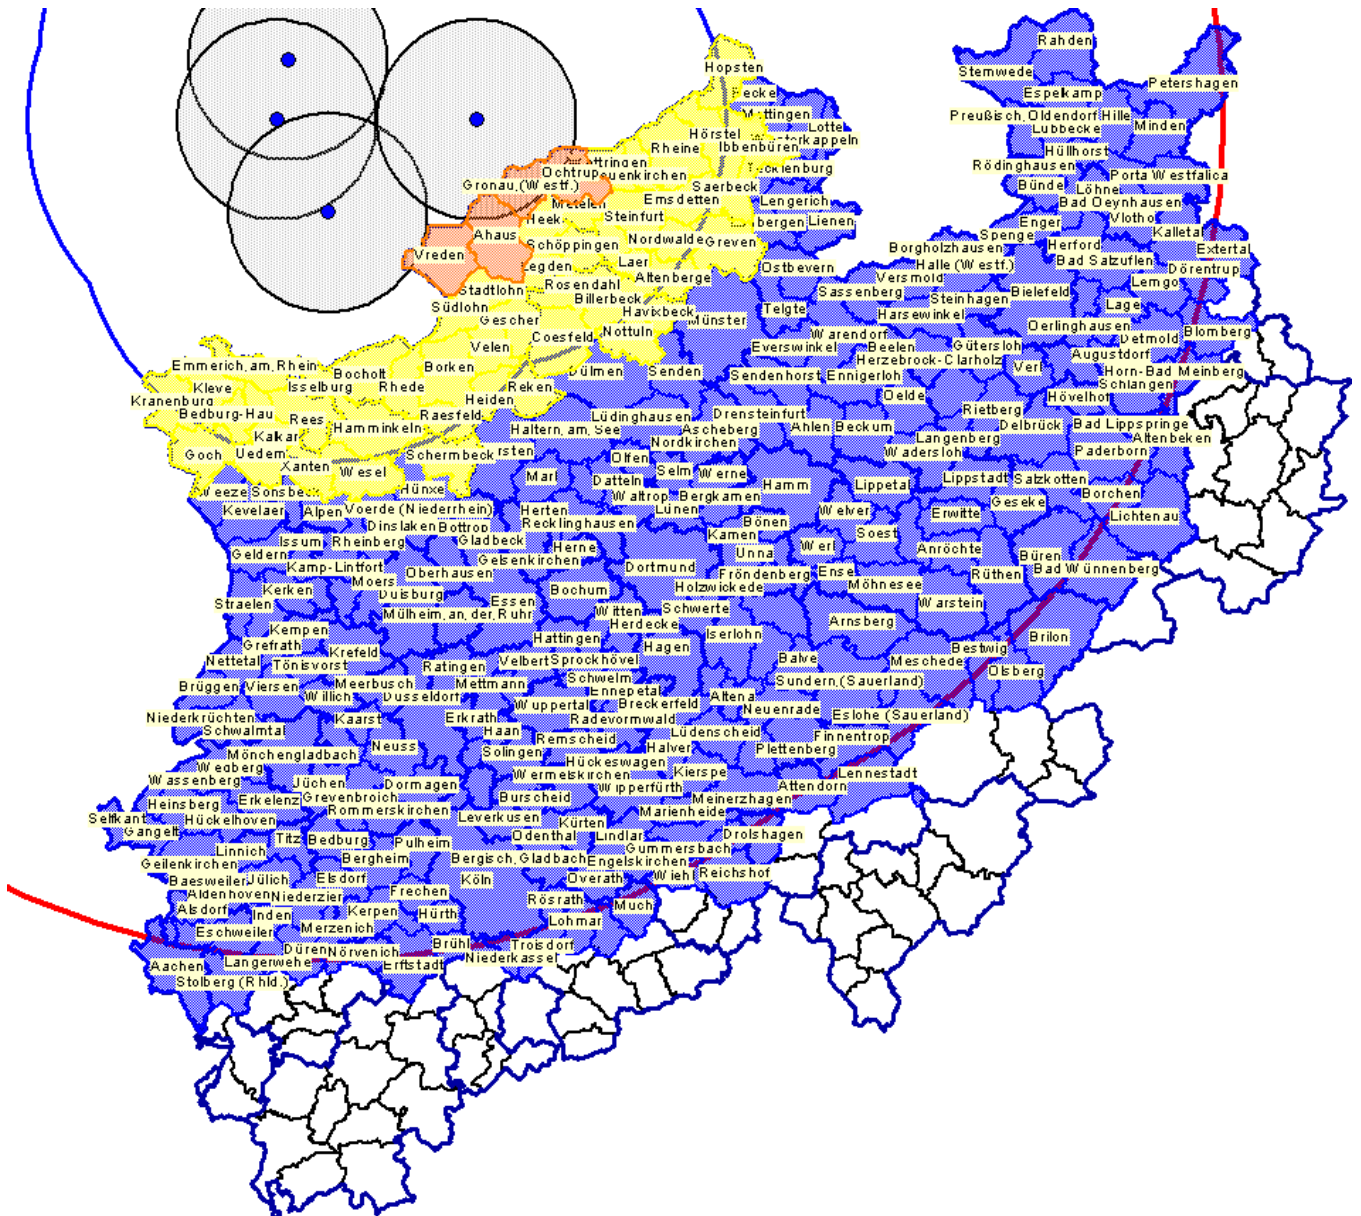 Rahden
Hopsten
Stemwede
Petershagen
Espelkamp
Preußisch. Oldendorf
Hille
Lotte
Minden
Lübbecke
Hörstel
Ibbenbüren
Rheine
Hüllhorst
Rödinghausen
Ochtrup
Porta Westfalica
Gronau.(Westf.)
Saerbeck
Bünde
Löhne
Emsdetten
Lengerich
Bad Oeynhausen
Steinfurt
Vlotho
Lienen
Enger
Kalletal
Ahaus
Spenge
Schöppingen
Nordwalde
Greven
Herford
Borgholzhausen
Extertal
Vreden
Laer
Bad Salzuflen
Legden
Ostbevern
Halle (Westf.)
Dörentrup
Altenberge
Versmold
Lemgo
Rosendahl
Stadtlohn
Sassenberg
Steinhagen
Bielefeld
Billerbeck
Südlohn
Havixbeck
Telgte
Lage
Gescher
Münster
Harsewinkel
Oerlinghausen
Nottuln
Warendorf
Blomberg
Coesfeld
Detmold
Velen
Everswinkel
Beelen
Gütersloh
Augustdorf
Herzebrock-Clarholz
Emmerich.am.Rhein
Borken
Verl
Bocholt
Dülmen
Senden
Sendenhorst
Ennigerloh
Horn-Bad Meinberg
Kleve
Isselburg
Rhede
Reken
Schlangen
Kranenburg
Heiden
Oelde
Hövelhof
Bedburg-Hau
Rees
Raesfeld
Lüdinghausen
Drensteinfurt
Rietberg
Hamminkeln
Haltern.am.See
Ascheberg
Ahlen
Beckum
Delbrück
Bad Lippspringe
Kalkar
Nordkirchen
Langenberg
Altenbeken
Goch
Uedem
Schermbeck
Wadersloh
Paderborn
Olfen
Xanten
Wesel
Marl
Selm
Werne
Lippstadt
Salzkotten
Datteln
Hamm
Lippetal
Weeze
Sonsbeck
Hünxe
Waltrop
Bergkamen
Borchen
Kevelaer
Alpen
Voerde (Niederrhein)
Herten
Lünen
Welver
Erwitte
Geseke
Lichtenau
Dinslaken
Bottrop
Recklinghausen
Bönen
Issum
Rheinberg
Gladbeck
Kamen
Soest
Geldern
Herne
Unna
Werl
Anröchte
Büren
Kamp-Lintfort
Gelsenkirchen
Dortmund
Bad Wünnenberg
Moers
Oberhausen
Fröndenberg
Ense
Rüthen
Kerken
Duisburg
Bochum
Holzwickede
Möhnesee
Straelen
Essen
Warstein
Mülheim.an.der.Ruhr
Witten
Schwerte
Herdecke
Arnsberg
Kempen
Hattingen
Iserlohn
Brilon
Grefrath
Krefeld
Hagen
Bestwig
Nettetal
Tönisvorst
Ratingen
Velbert
Sprockhövel
Balve
Meschede
Olsberg
Brüggen
Viersen
Meerbusch
Mettmann
Schwelm
Sundern.(Sauerland)
Willich
Düsseldorf
Ennepetal
Altena
Wuppertal
Breckerfeld
Neuenrade
Niederkrüchten
Kaarst
Erkrath
Radevormwald
Eslohe (Sauerland)
Schwalmtal
Haan
Remscheid
Lüdenscheid
Finnentrop
Mönchengladbach
Neuss
Solingen
Halver
Plettenberg
Wegberg
Hückeswagen
Wassenberg
Jüchen
Dormagen
Wermelskirchen
Kierspe
Lennestadt
Wipperfürth
Attendorn
Heinsberg
Erkelenz
Grevenbroich
Burscheid
Meinerzhagen
Selfkant
Hückelhoven
Rommerskirchen
Leverkusen
Kürten
Marienheide
Gangelt
Titz
Bedburg
Pulheim
Odenthal
Lindlar
Drolshagen
Linnich
Gummersbach
Geilenkirchen
Bergheim
Bergisch.Gladbach
Engelskirchen
Baesweiler
Jülich
Elsdorf
Köln
Overath
Wiehl
Reichshof
Aldenhoven
Niederzier
Frechen
Rösrath
Much
Alsdorf
Inden
Kerpen
Hürth
Lohmar
Eschweiler
Merzenich
Düren
Nörvenich
Brühl
Troisdorf
Aachen
Langerwehe
Erftstadt
Niederkassel
Stolberg (Rhld.)